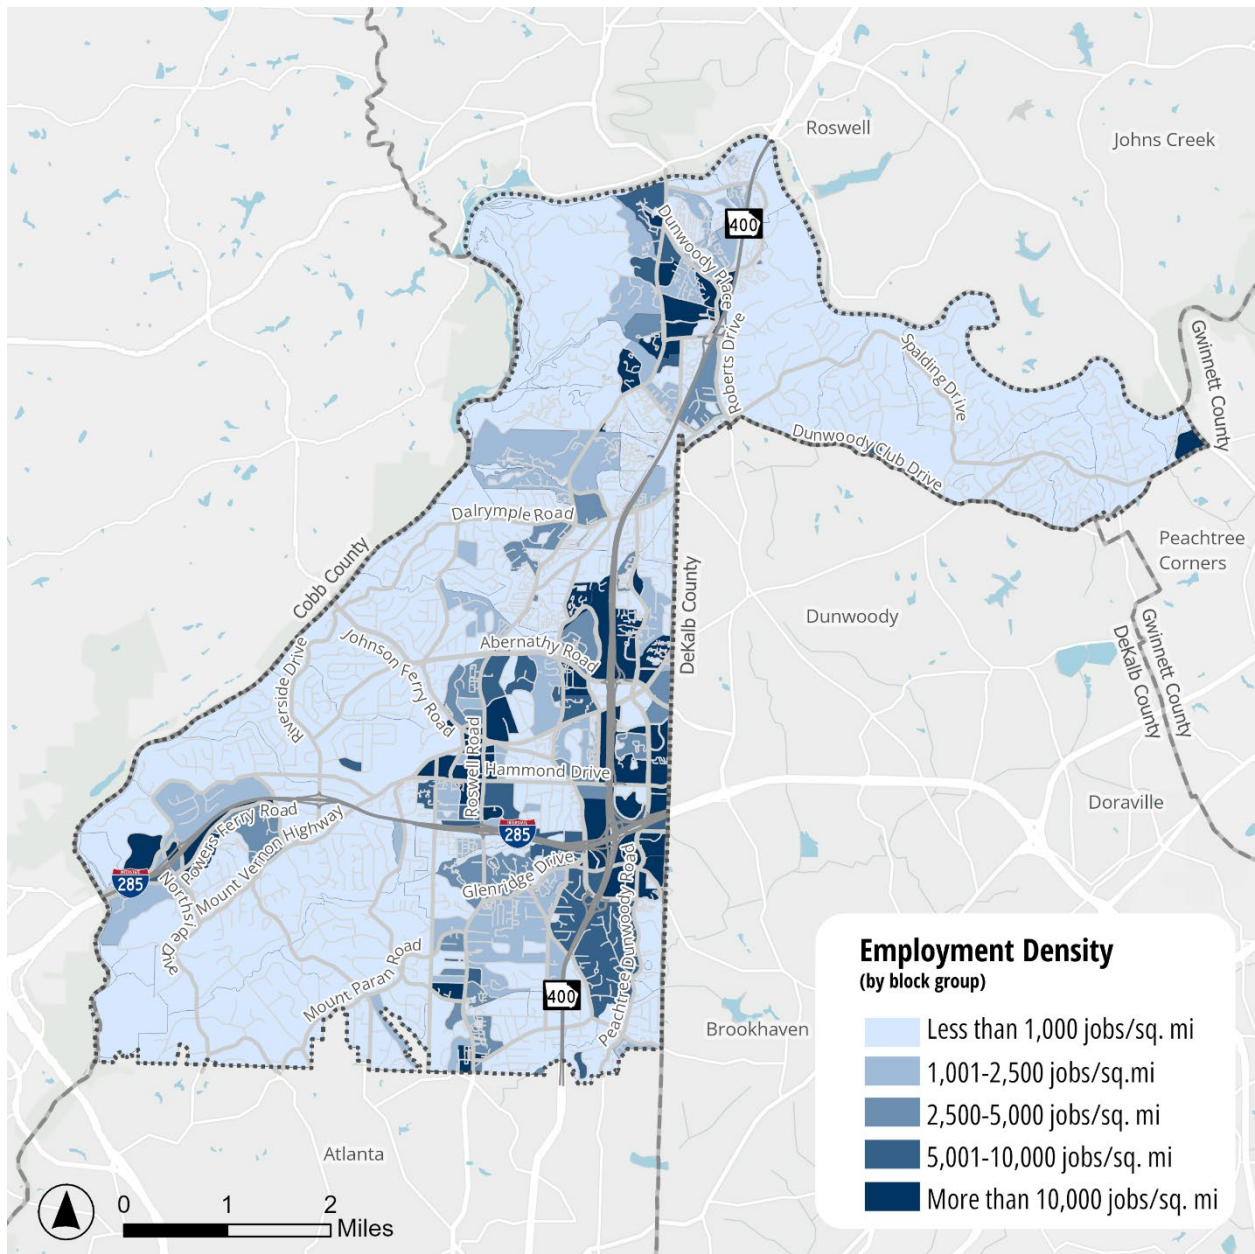 Roswell
Johns Creek
400
Dunwoody Place
Roberts Drive
Spalding Drive
Gwinnett County
Dunwoody Club Drive
Dalrymple Road
Cobb County
DeKalb County
Peachtree
Corners
Dunwoody
Gwinnett County
DeKalb County
Johnson Ferry Road
Abernathy Road
Riverside Drive
Roswell Road
Hammond Drive
Doraville
Powers Ferry Road
Mount Vernon Highway
285
285
Northside Drive
Glenridge Drive
Peachtree Dunwoody Road
Mount Paran Road
400
Brookhaven
Atlanta
Employment Density
(by block group)
Less than 1,000 jobs/sq. mi
1,001-2,500 jobs/sq.mi
2,500-5,000 jobs/sq. mi
5,001-10,000 jobs/sq. mi
More than 10,000 jobs/sq. mi
0 1 2
Miles